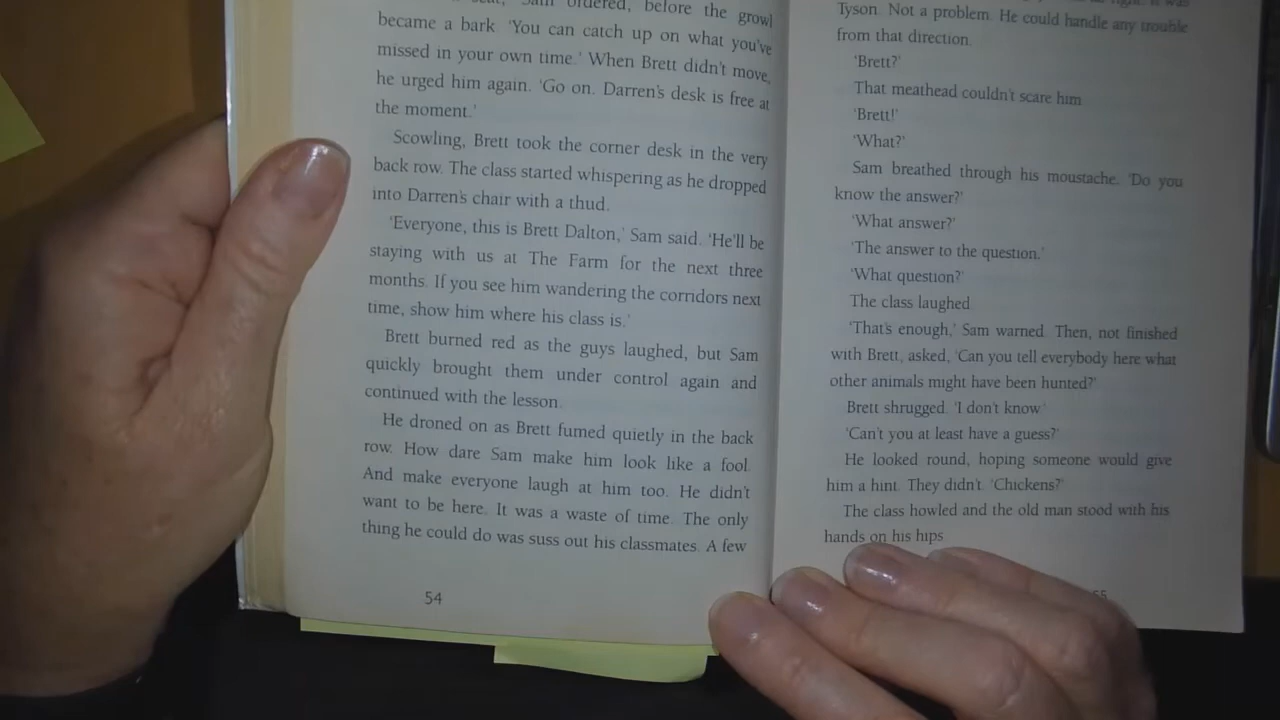 seat,' Sam ordered, before the growl
became a bark. 'You can catch up on what you've
missed in your own time.' When Brett didn't move,
he urged him again. 'Go on. Darren's desk is free at
the moment.'
Scowling, Brett took the corner desk in the very
back row. The class started whispering as he dropped
into Darren's chair with a thud.
'Everyone, this is Brett Dalton,' Sam said. 'He'll be
staying with us at The Farm for the next three
months. If you see him wandering the corridors next
time, show him where his class is.'
Brett burned red as the guys laughed, but Sam
quickly brought them under control again and
continued with the lesson.
He droned on as Brett fumed quietly in the back
row. How dare Sam make him look like a fool.
And make everyone laugh at him too. He didn't
want to be here. It was a waste of time. The only
thing he could do was suss out his classmates. A few
54
It was
Tyson. Not a problem. He could handle any trouble
from that direction.
'Brett?'
That meathead couldn't scare him.
'Brett!'
'What?'
Sam breathed through his moustache. 'Do you
know the answer?'
'What answer?'
'The answer to the question.'
'What question?'
The class laughed.
'That's enough,' Sam warned. Then, not finished
with Brett, asked, 'Can you tell everybody here what
other animals might have been hunted?'
Brett shrugged. 'I don't know.'
'Can't you at least have a guess?'
He looked round, hoping someone would give
him a hint. They didn't. 'Chickens?'
The class howled and the old man stood with his
hands on his hips.
55